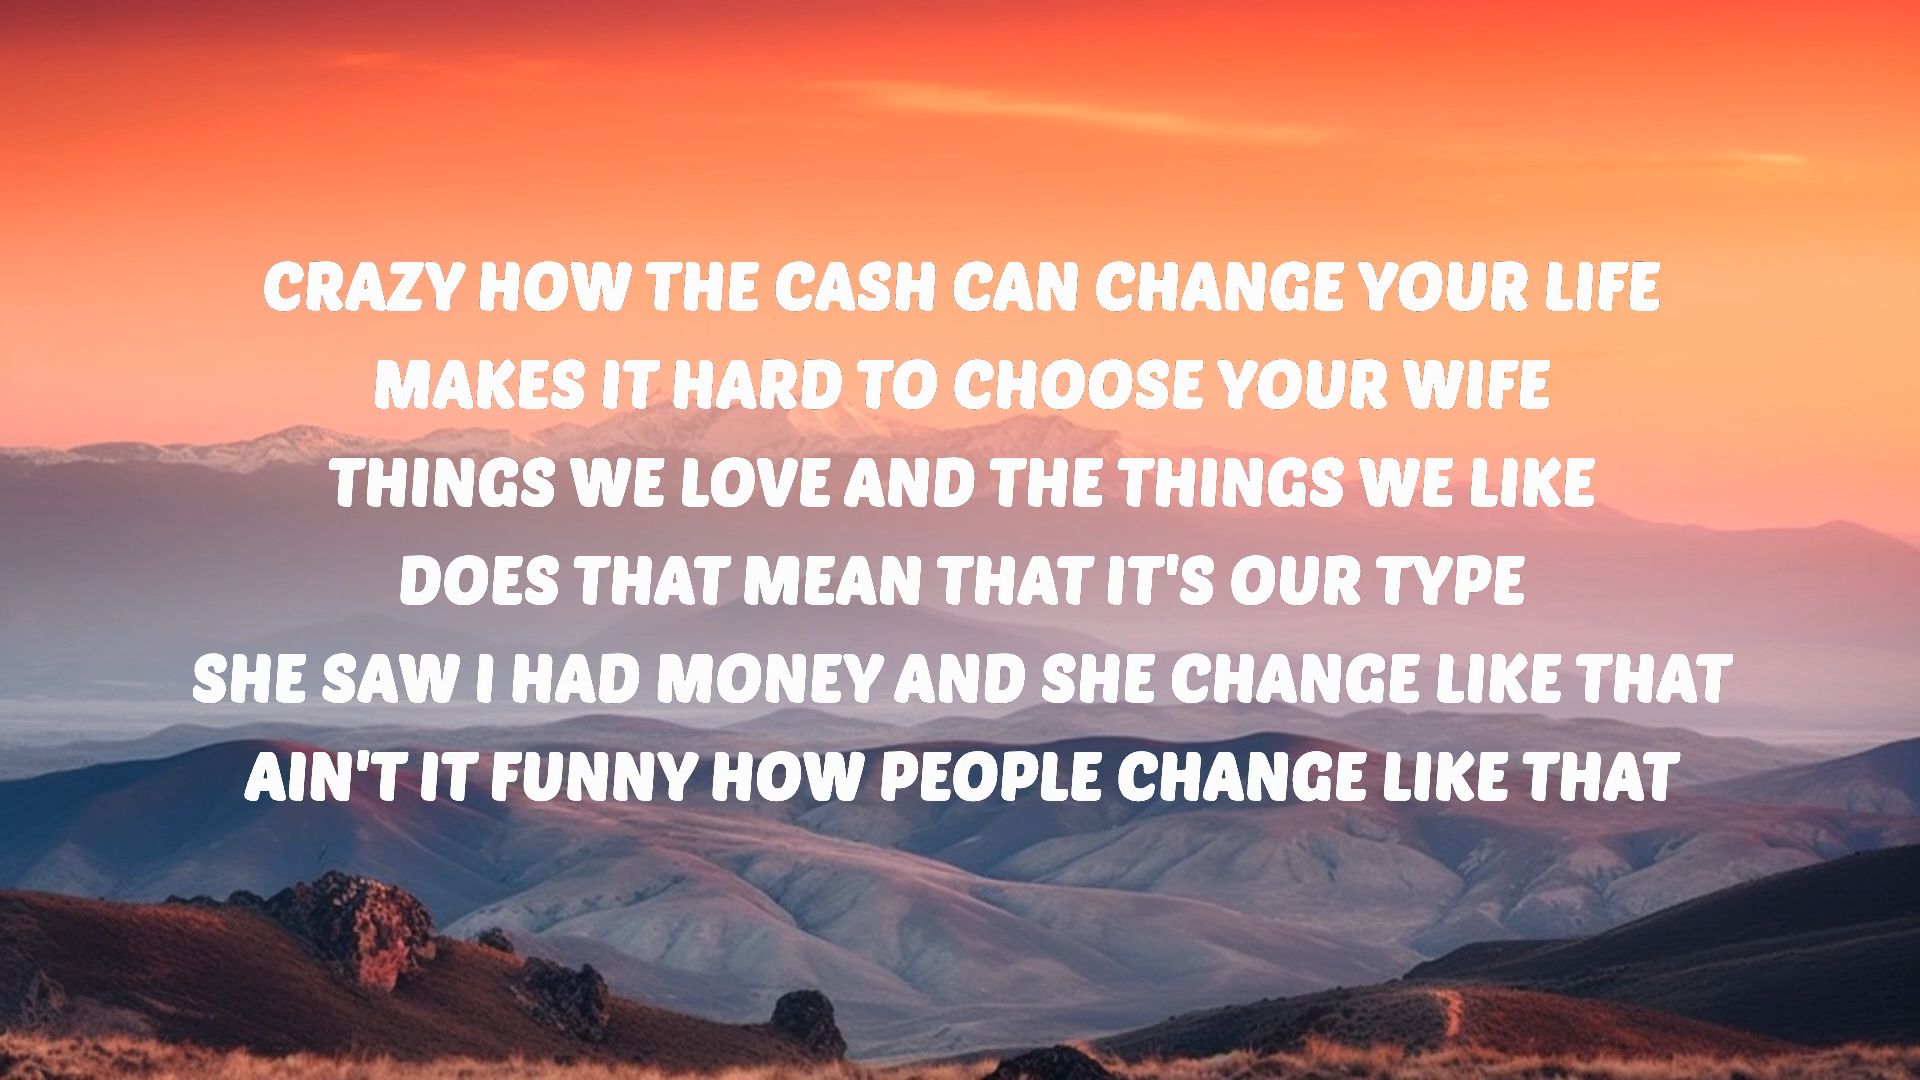 CRAZY HOW THE CASH CAN CHANGE YOUR LIFE
MAKES IT HARD TO CHOOSE YOUR WIFE
THINGS WE LOVE AND THE THINGS WE LIKE
DOES THAT MEAN THAT IT'S OUR TYPE
SHE SAW I HAD MONEY AND SHE CHANGE LIKE THAT
AIN'T IT FUNNY HOW PEOPLE CHANGE LIKE THAT